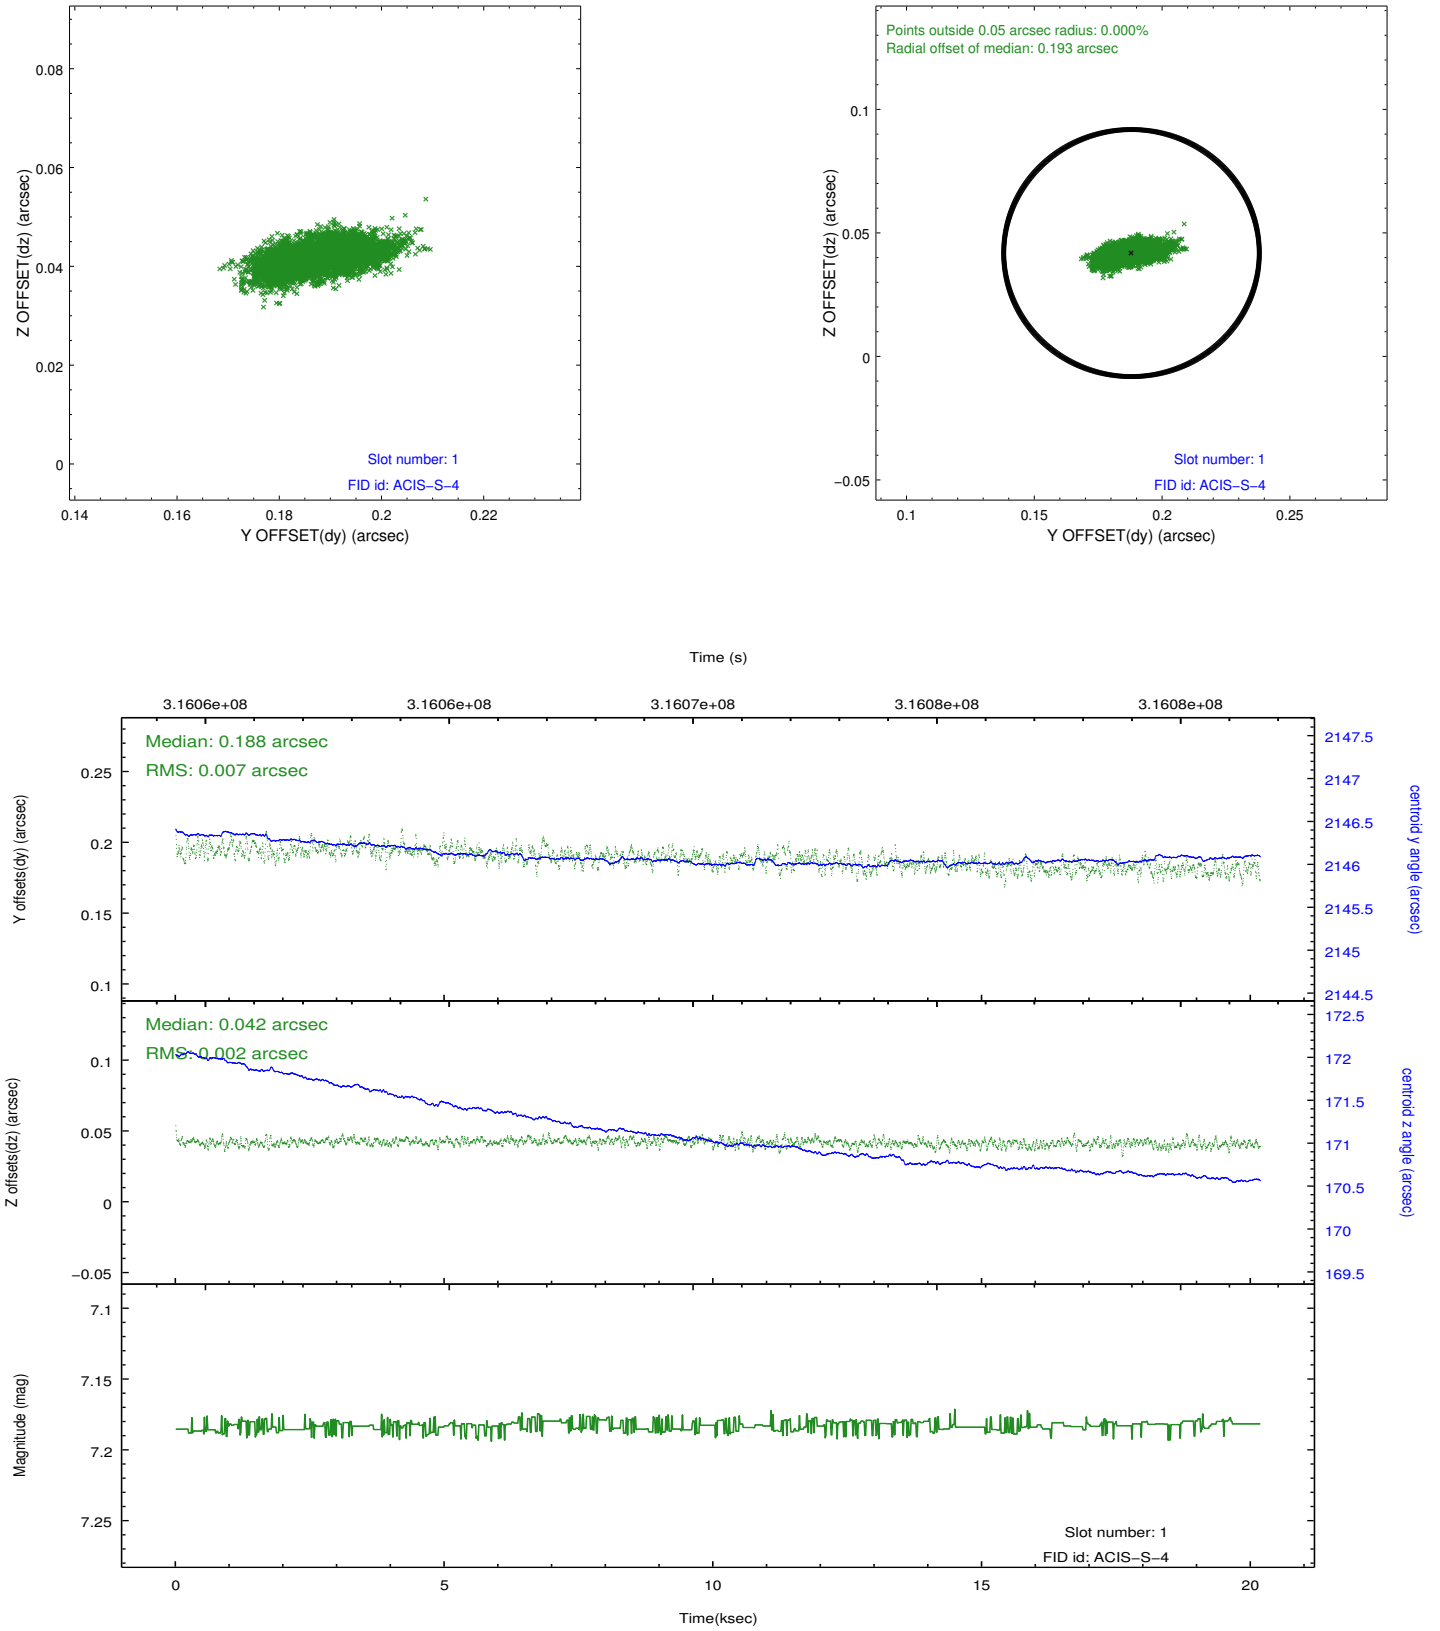 0.08
0.06
0.04
0.02
0
Z OFFSET(dz) (arcsec)
Slot number: 1
FID id: ACIS−S−4
0.14 0.16 0.18 0.2 0.22
Y OFFSET(dy) (arcsec)
Points outside 0.05 arcsec radius: 0.000%
Radial offset of median: 0.193 arcsec
0.1
0.05
0
−0.05
Z OFFSET(dz) (arcsec)
Slot number: 1
FID id: ACIS−S−4
0.1 0.15 0.2 0.25
Y OFFSET(dy) (arcsec)
Time (s)
3.1606e+08 3.1606e+08 3.1607e+08 3.1608e+08 3.1608e+08
Median: 0.188 arcsec
RMS: 0.007 arcsec
0.25
0.2
0.15
0.1
Y offsets(dy) (arcsec)
2147.5
2147
2146.5
2146
2145.5
2145
2144.5
centroid y angle (arcsec)
Median: 0.042 arcsec
RMS: 0.002 arcsec
0.1
0.05
0
−0.05
Z offsets(dz) (arcsec)
172.5
172
171.5
171
170.5
170
169.5
centroid z angle (arcsec)
7.1
7.15
7.2
7.25
Magnitude (mag)
Slot number: 1
FID id: ACIS−S−4
0 5 10 15 20
Time(ksec)